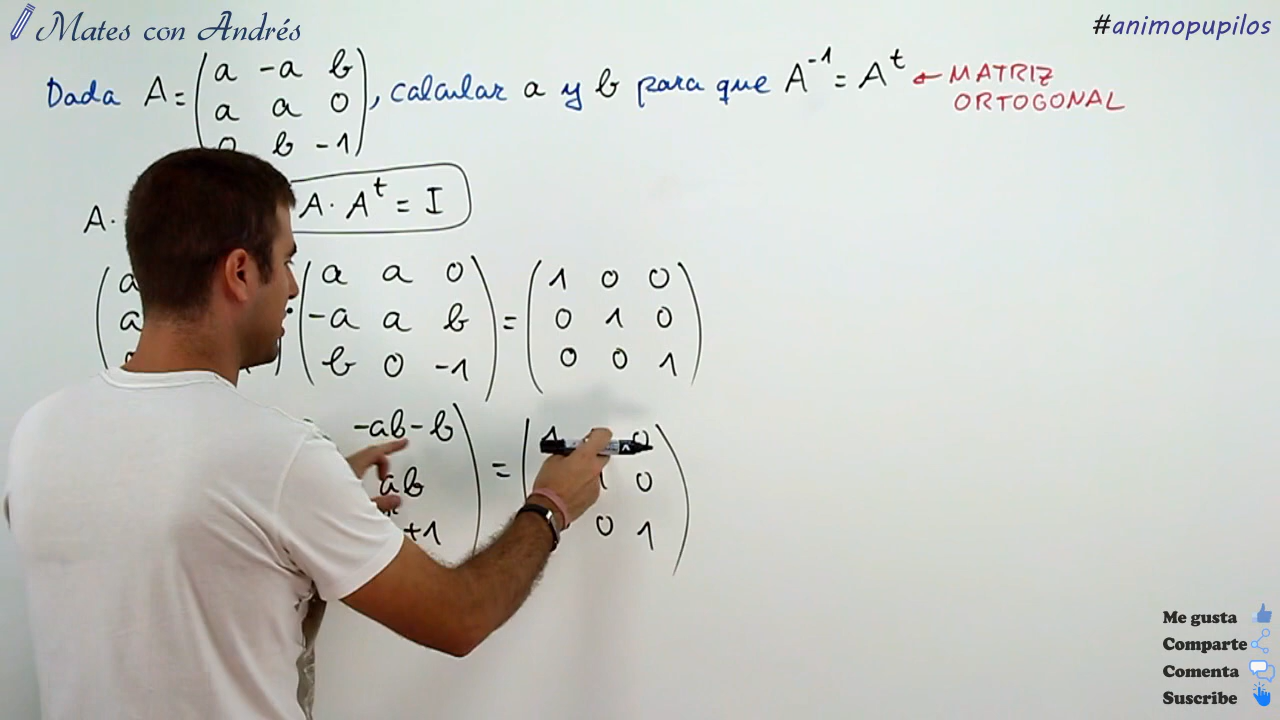 Mates con Andrés
#animopupilos
Dada A = (a -a b), calcular a y b para que A⁻¹ = Aᵗ ← MATRIZ
ORTOGONAL
a a 0
b -1
A· A · Aᵗ = I
(a · (a a 0) = (1 0 0)
a -a a b 0 1 0
b 0 -1 0 0 1
-ab-b) = (1 0)
ab 1 0
+1 0 1
Me gusta
Comparte
Comenta
Suscribe